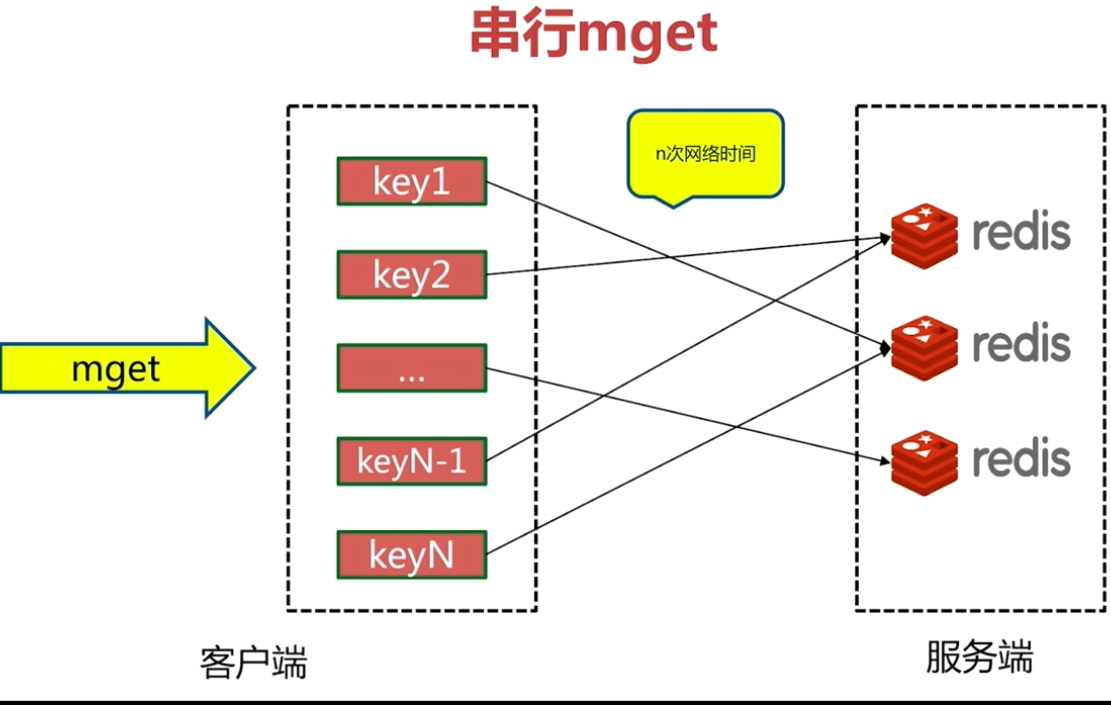 串行mget
n次网络时间
key1
key2
...
keyN-1
keyN
mget
redis
redis
redis
客户端
服务端